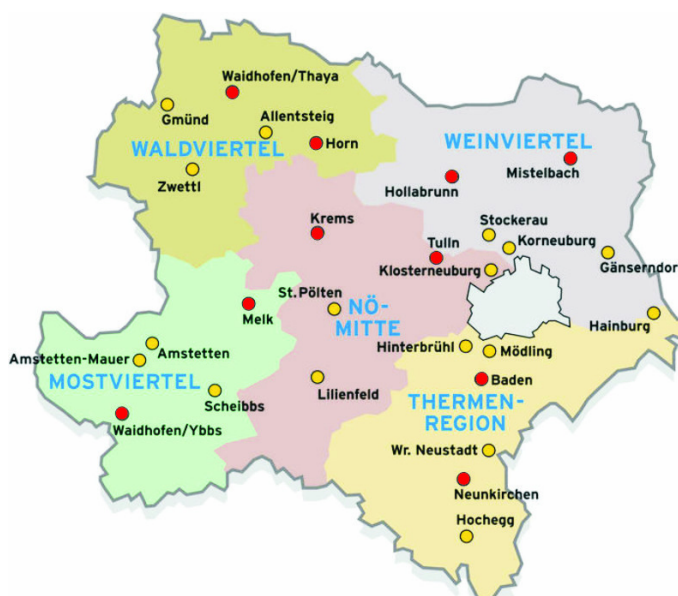 Waidhofen/Thaya
Gmünd
Allentsteig
WALDVIERTEL
Horn
Zwettl
WEINVIERTEL
Mistelbach
Hollabrunn
Krems
Stockerau
Tulln
Korneuburg
Klosterneuburg
Gänserndorf
St.Pölten
NÖ-
MITTE
Melk
Hainburg
Amstetten
Amstetten-Mauer
MOSTVIERTEL
Scheibbs
Waidhofen/Ybbs
Lilienfeld
Hinterbrühl
Mödling
Baden
THERMEN-
REGION
Wr. Neustadt
Neunkirchen
Hochegg